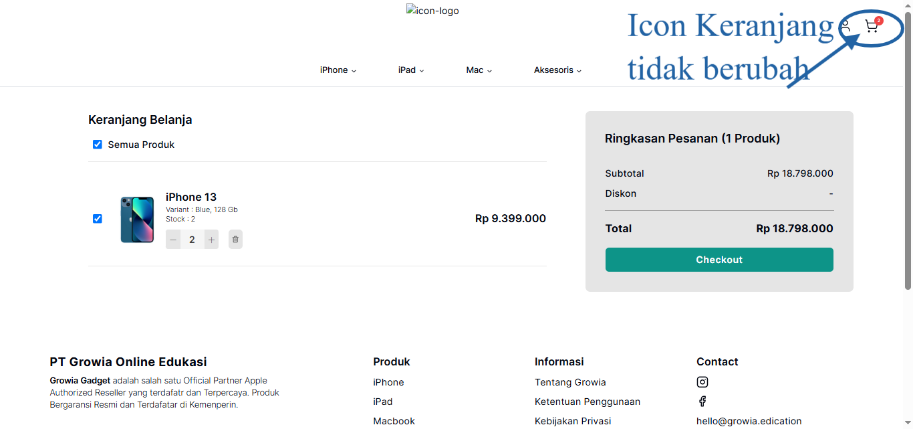 icon-logo
Icon Keranjang
tidak berubah
iPhone
iPad
Mac
Aksesoris
Keranjang Belanja
Semua Produk
iPhone 13
Variant : Blue, 128 Gb
Stock : 2
− 2 +
Rp 9.399.000
Ringkasan Pesanan (1 Produk)
Subtotal Rp 18.798.000
Diskon -
Total Rp 18.798.000
Checkout
PT Growia Online Edukasi
Growia Gadget adalah salah satu Official Partner Apple
Authorized Reseller yang terdafatr dan Terpercaya. Produk
Bergaransi Resmi dan Terdafatar di Kemenperin.
Produk
iPhone
iPad
Macbook
Informasi
Tentang Growia
Ketentuan Penggunaan
Kebijakan Privasi
Contact
hello@growia.edication